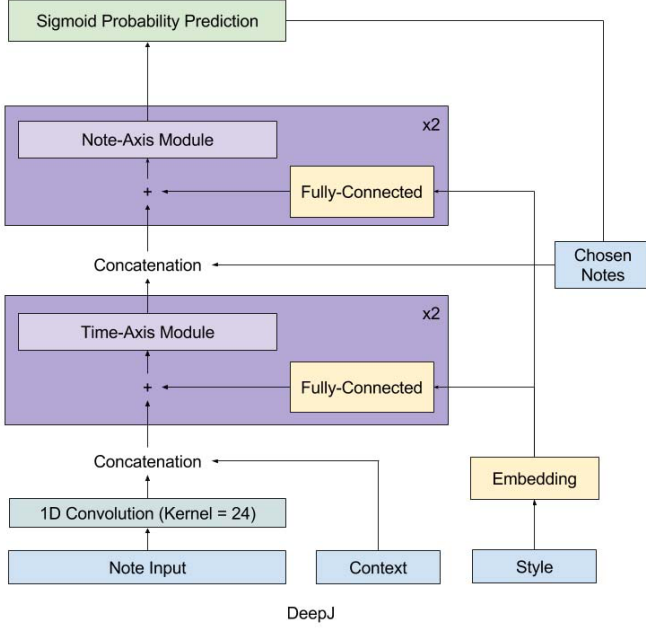 Sigmoid Probability Prediction
x2
Note-Axis Module
+
Fully-Connected
Concatenation
Chosen
Notes
x2
Time-Axis Module
+
Fully-Connected
Concatenation
Embedding
1D Convolution (Kernel = 24)
Note Input
Context
Style
DeepJ